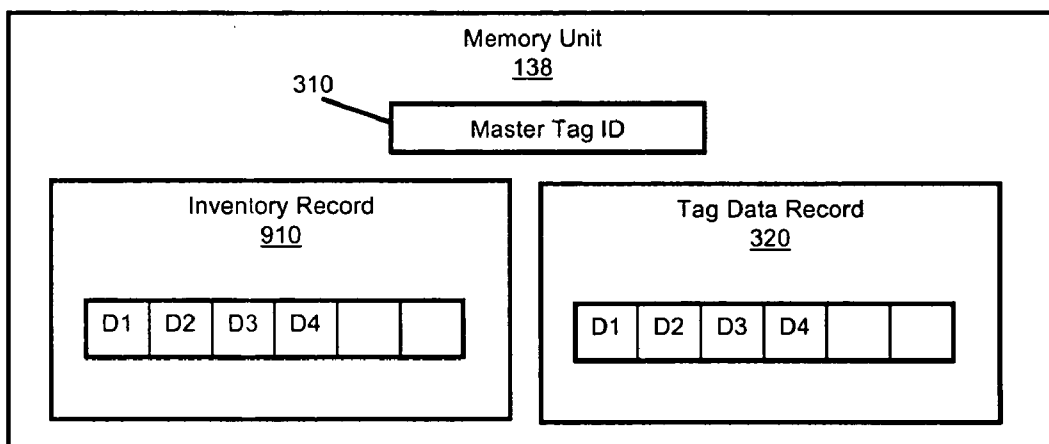 Memory Unit
138
310
Master Tag ID
Inventory Record
910
D1 D2 D3 D4
Tag Data Record
320
D1 D2 D3 D4